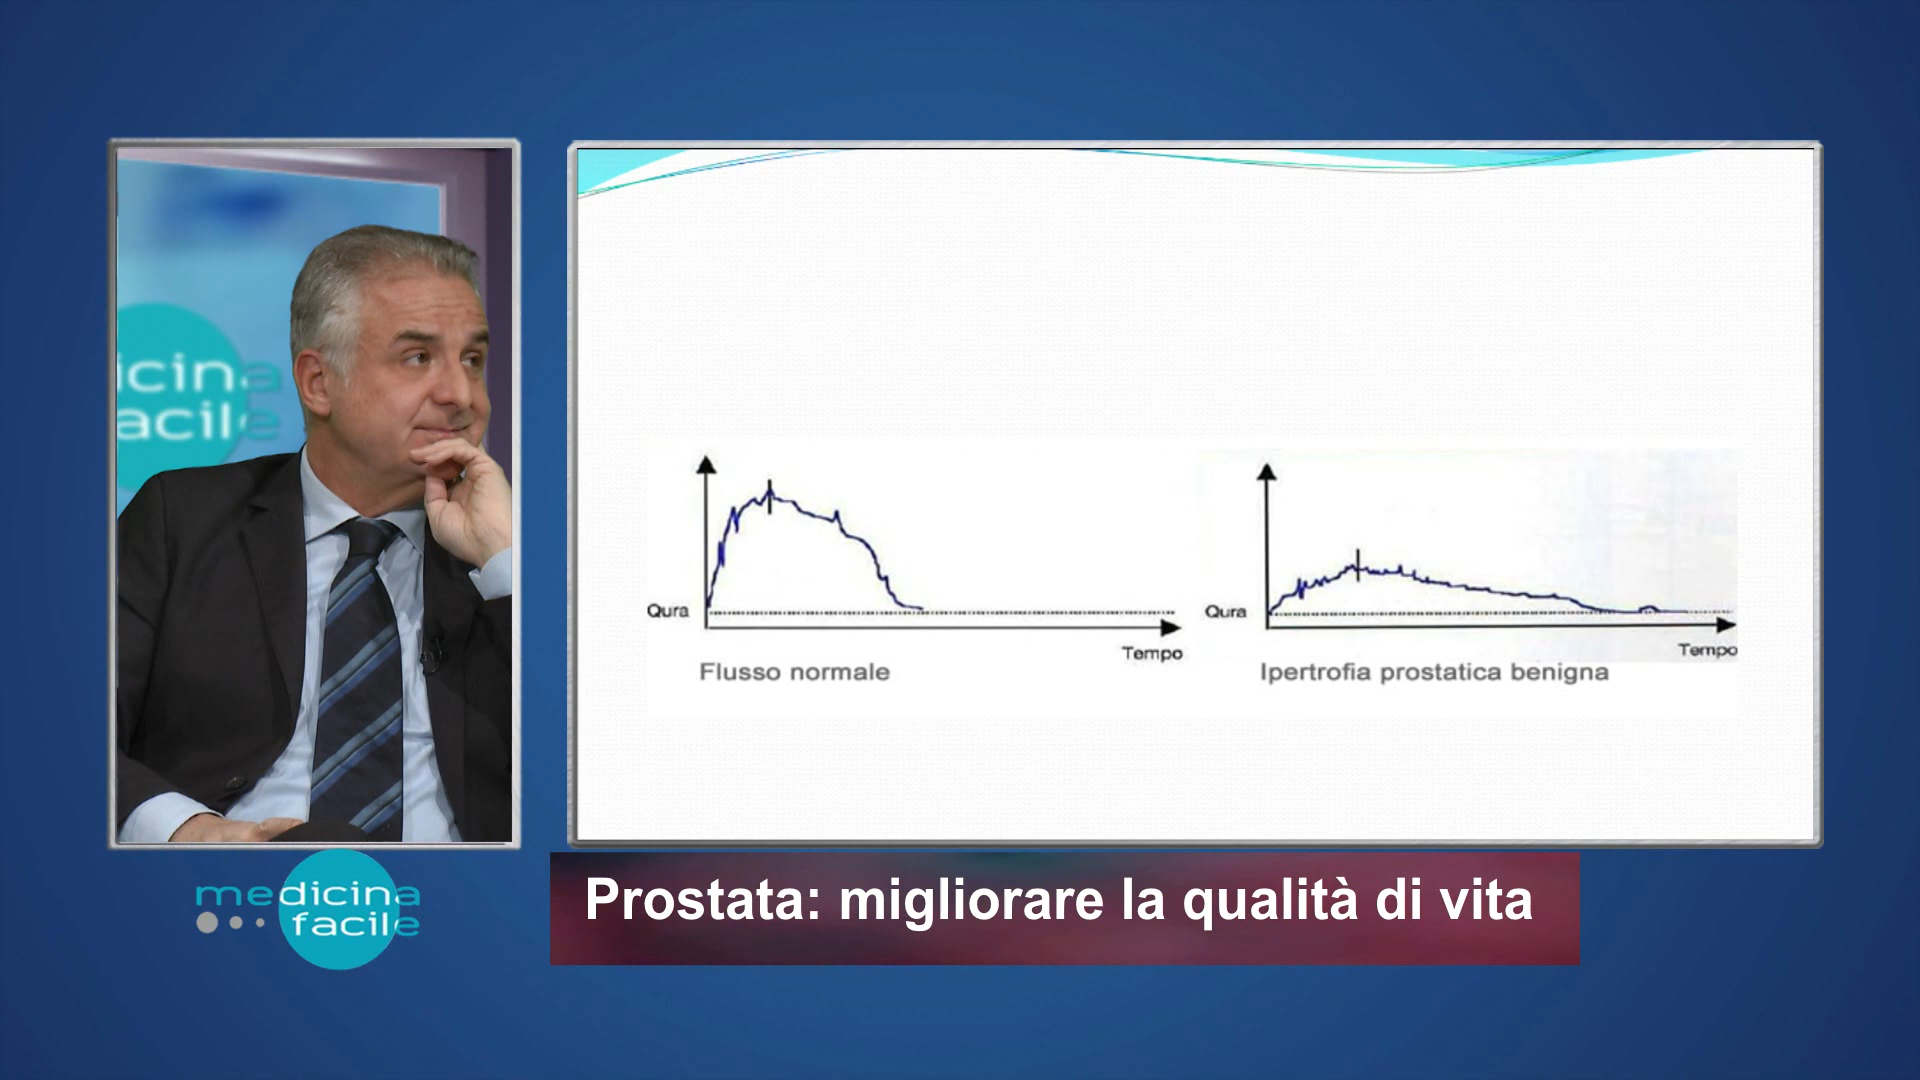 icina
acile
Qura
Tempo
Flusso normale
Qura
Tempo
Ipertrofia prostatica benigna
medicina
facile
Prostata: migliorare la qualità di vita